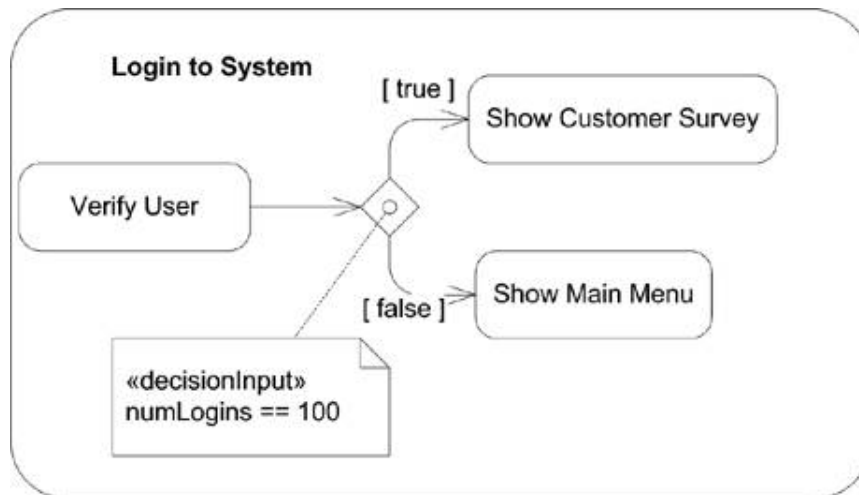 Login to System
[ true ]
Show Customer Survey
Verify User
[ false ]
Show Main Menu
«decisionInput»
numLogins == 100